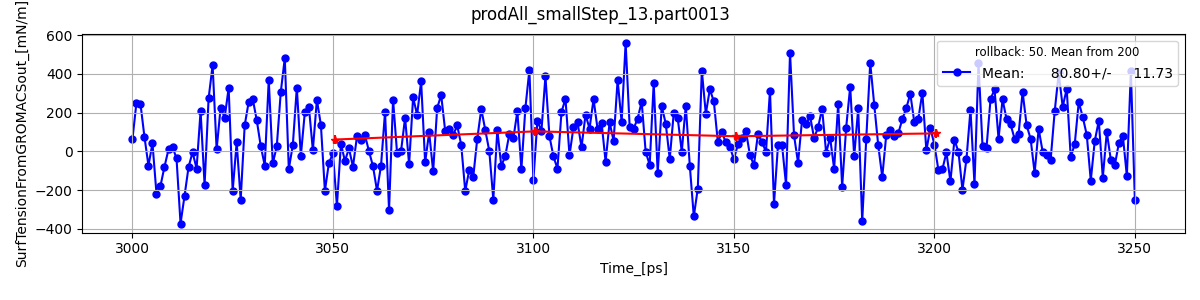 prodAll_smallStep_13.part0013
SurfTensionFromGROMACSout_[mN/m]
600
400
200
0
−200
−400
rollback: 50. Mean from 200
Mean: 80.80+/- 11.73
3000
3050
3100
3150
3200
3250
Time_[ps]